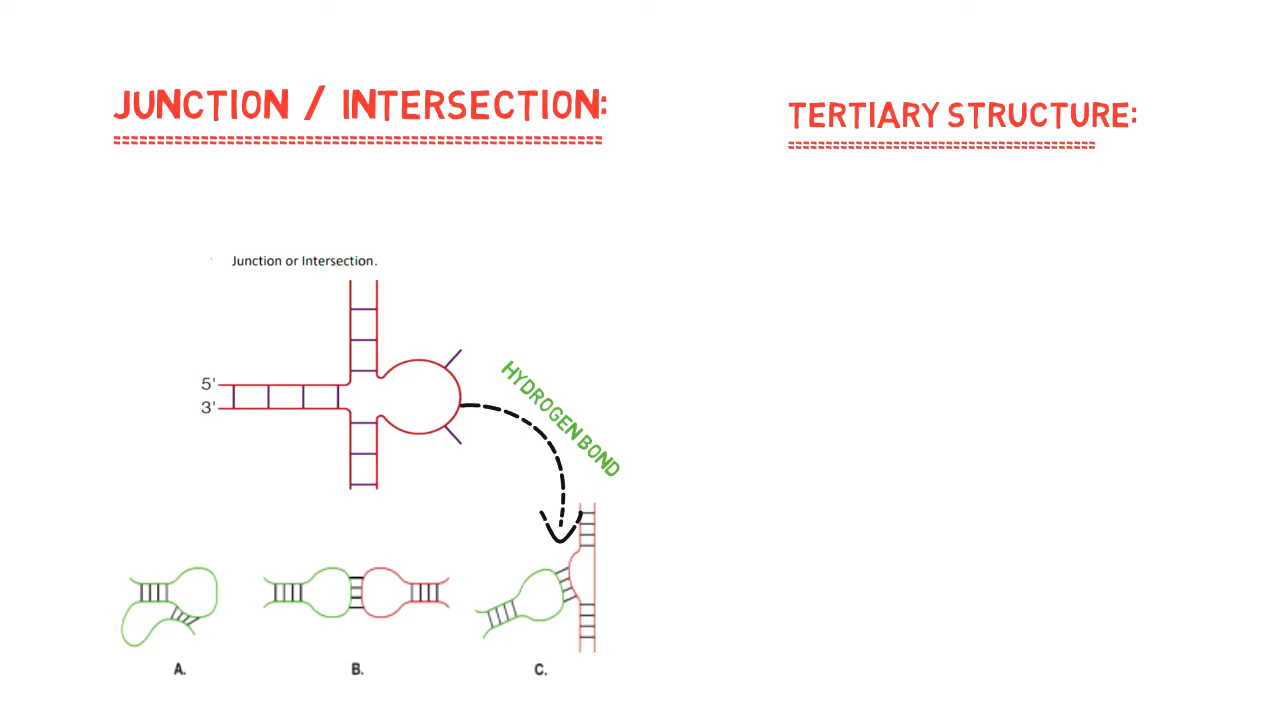 JUNCTION / INTERSECTION:
TERTIARY STRUCTURE:
Junction or Intersection.
5'
3'
HYDROGEN BOND
A.
B.
C.